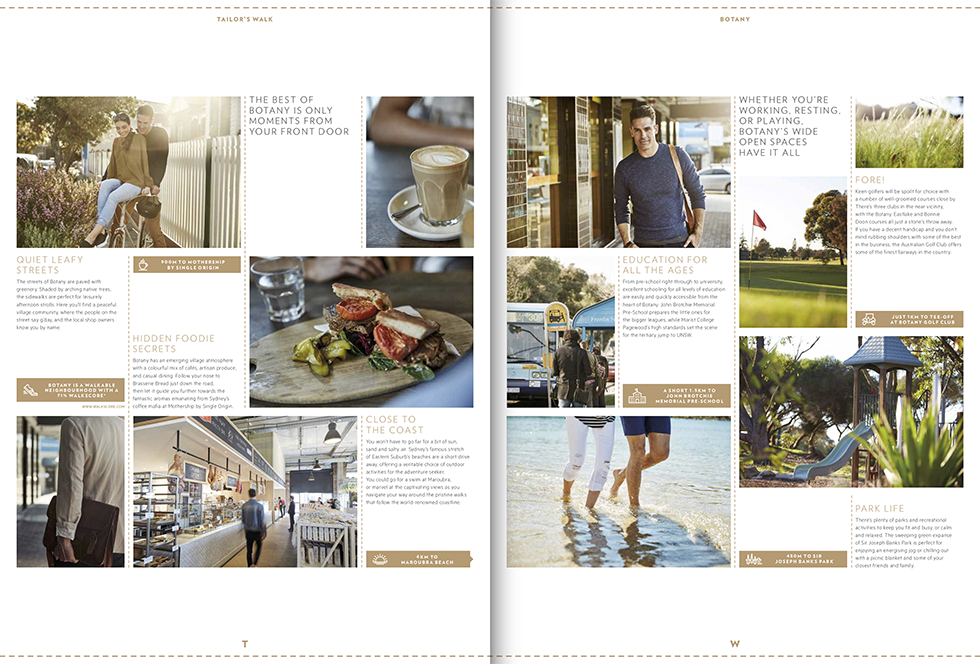 TAILOR'S WALK
THE BEST OF
BOTANY IS ONLY
MOMENTS FROM
YOUR FRONT DOOR
QUIET LEAFY
STREETS
The streets of Botany are paved with
greenery. Shaded by arching native trees,
the sidewalks are perfect for leisurely
afternoon strolls. Here you'll find a peaceful
village community, where the people on
the street say g'day, and the local shop owners
know you by name.
BOTANY IS A WALKABLE
NEIGHBOURHOOD WITH A
71% WALKSCORE*
WWW.WALKSCORE.COM
900M TO MOTHERSHIP
BY SINGLE ORIGIN
HIDDEN FOODIE
SECRETS
Botany has an emerging village atmosphere
with a colourful mix of cafés, artisan produce,
and casual dining. Follow your nose to
Brasserie Bread just down the road,
then let it guide you further towards the
fantastic aromas emanating from Sydney's
coffee mafia at Mothership by Single Origin.
CLOSE TO
THE COAST
You won't have to go far for a bit of sun,
sand and salty air. Sydney's famous stretch
of Eastern Suburbs beaches are a short drive
away, offering a veritable choice of outdoor
activities for the adventure seeker.
You could go for a swim at Maroubra,
or marvel at the captivating views as you
navigate your way around the pristine walks
that follow the world-renowned coastline.
4KM TO
MAROUBRA BEACH
T
BOTANY
EDUCATION FOR
ALL THE AGES
From pre-school right through to university,
excellent schooling for all levels of education
are easily and quickly accessible from the
heart of Botany. John Brotchie Memorial
Pre-School prepares the little ones for
the bigger leagues, while Marist College
Pagewood's high standards set the scene
for the tertiary jump to UNSW.
A SHORT 1.5KM TO
JOHN BROTCHIE
MEMORIAL PRE-SCHOOL
WHETHER YOU'RE
WORKING, RESTING,
OR PLAYING,
BOTANY'S WIDE
OPEN SPACES
HAVE IT ALL
FORE!
Keen golfers will be spoilt for choice with
a number of well-groomed courses close by.
There's three clubs in the near vicinity,
with the Botany, Eastlake and Bonnie
Doon courses all just a stone's throw away.
If you have a decent handicap and you don't
mind rubbing shoulders with some of the best
in the business, the Australian Golf Club offers
some of the finest fairways in the country.
JUST 1KM TO TEE-OFF
AT BOTANY GOLF CLUB
450M TO SIR
JOSEPH BANKS PARK
PARK LIFE
There's plenty of parks and recreational
activities to keep you fit and busy, or calm
and relaxed. The sweeping green expanse
of Sir Joseph Banks Park is perfect for
enjoying an energising jog or chilling out
with a picnic blanket and some of your
closest friends and family.
W